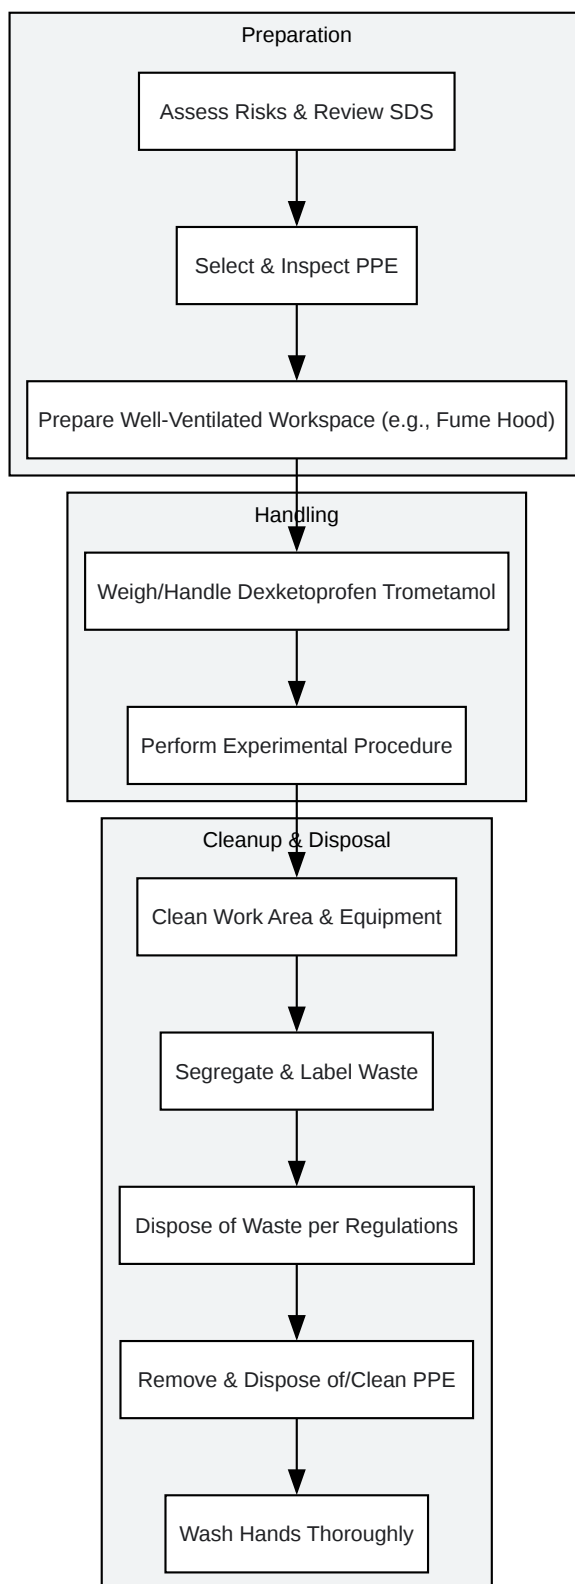 Preparation
Assess Risks & Review SDS
Select & Inspect PPE
Prepare Well-Ventilated Workspace (e.g., Fume Hood)
Handling
Weigh/Handle Dexketoprofen Trometamol
Perform Experimental Procedure
Cleanup & Disposal
Clean Work Area & Equipment
Segregate & Label Waste
Dispose of Waste per Regulations
Remove & Dispose of/Clean PPE
Wash Hands Thoroughly